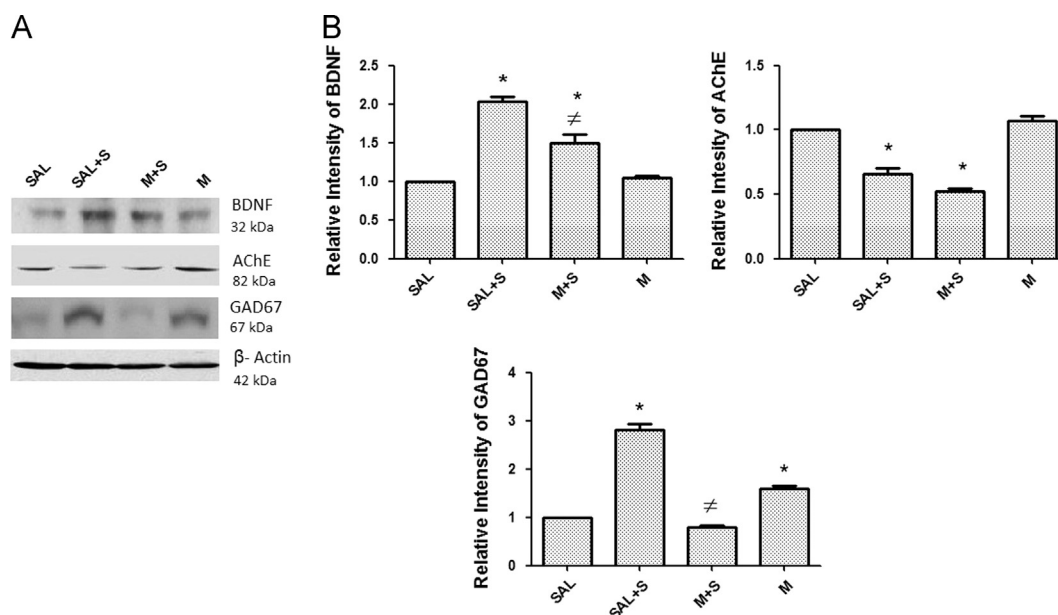 A
SAL SAL+S M+S M
BDNF
32 kDa
AChE
82 kDa
GAD67
67 kDa
β- Actin
42 kDa
B
Relative Intensity of BDNF
2.5
2.0
1.5
1.0
0.5
0.0
*
*
≠
SAL SAL+S M+S M
Relative Intesity of AChE
1.5
1.0
0.5
0.0
* *
SAL SAL+S M+S M
Relative Intensity of GAD67
4
3
2
1
0
*
≠
*
SAL SAL+S M+S M